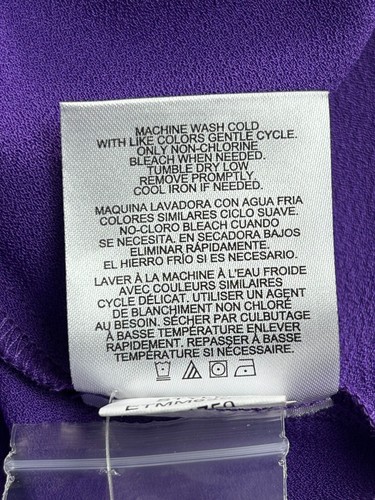 MACHINE WASH COLD
WITH LIKE COLORS GENTLE CYCLE.
ONLY NON-CHLORINE
BLEACH WHEN NEEDED.
TUMBLE DRY LOW
REMOVE PROMPTLY.
COOL IRON IF NEEDED.
MAQUINA LAVADORA CON AGUA FRIA
COLORES SIMILARES CICLO SUAVE.
NO-CLORO BLEACH CUANDO
SE NECESITA. EN SECADORA BAJOS
ELIMINAR RÁPIDAMENTE.
EL HIERRO FRÍO SI ES NECESARIO.
LAVER À LA MACHINE À L'EAU FROIDE
AVEC COULEURS SIMILAIRES
CYCLE DÉLICAT. UTILISER UN AGENT
DE BLANCHIMENT NON CHLORÉ
AU BESOIN. SÉCHER PAR CULBUTAGE
À BASSE TEMPÉRATURE ENLEVER
RAPIDEMENT. REPASSER À BASSE
TEMPÉRATURE SI NÉCESSAIRE.